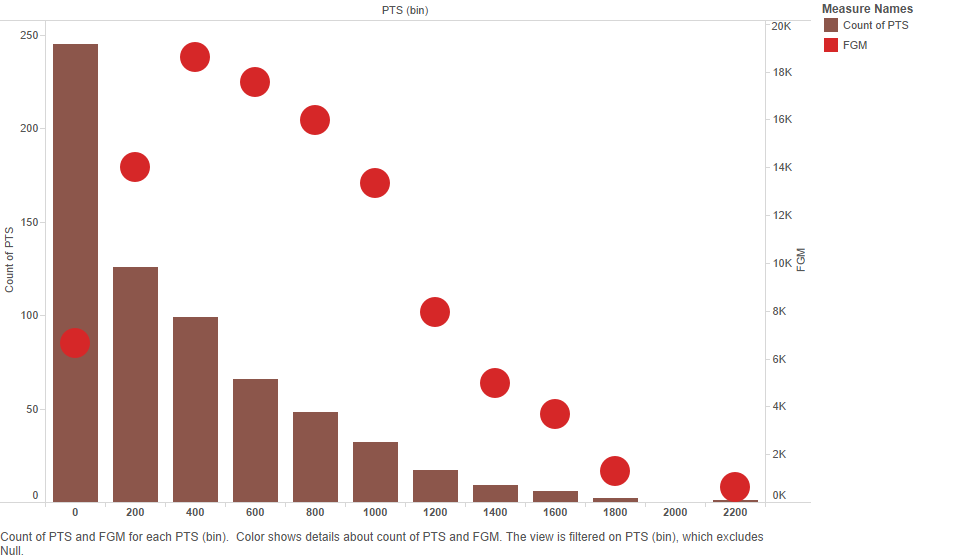 PTS (bin)
Measure Names
Count of PTS
FGM
250
200
150
100
50
0
Count of PTS
20K
18K
16K
14K
12K
10K
8K
6K
4K
2K
0K
FGM
0 200 400 600 800 1000 1200 1400 1600 1800 2000 2200
Count of PTS and FGM for each PTS (bin).  Color shows details about count of PTS and FGM. The view is filtered on PTS (bin), which excludes
Null.